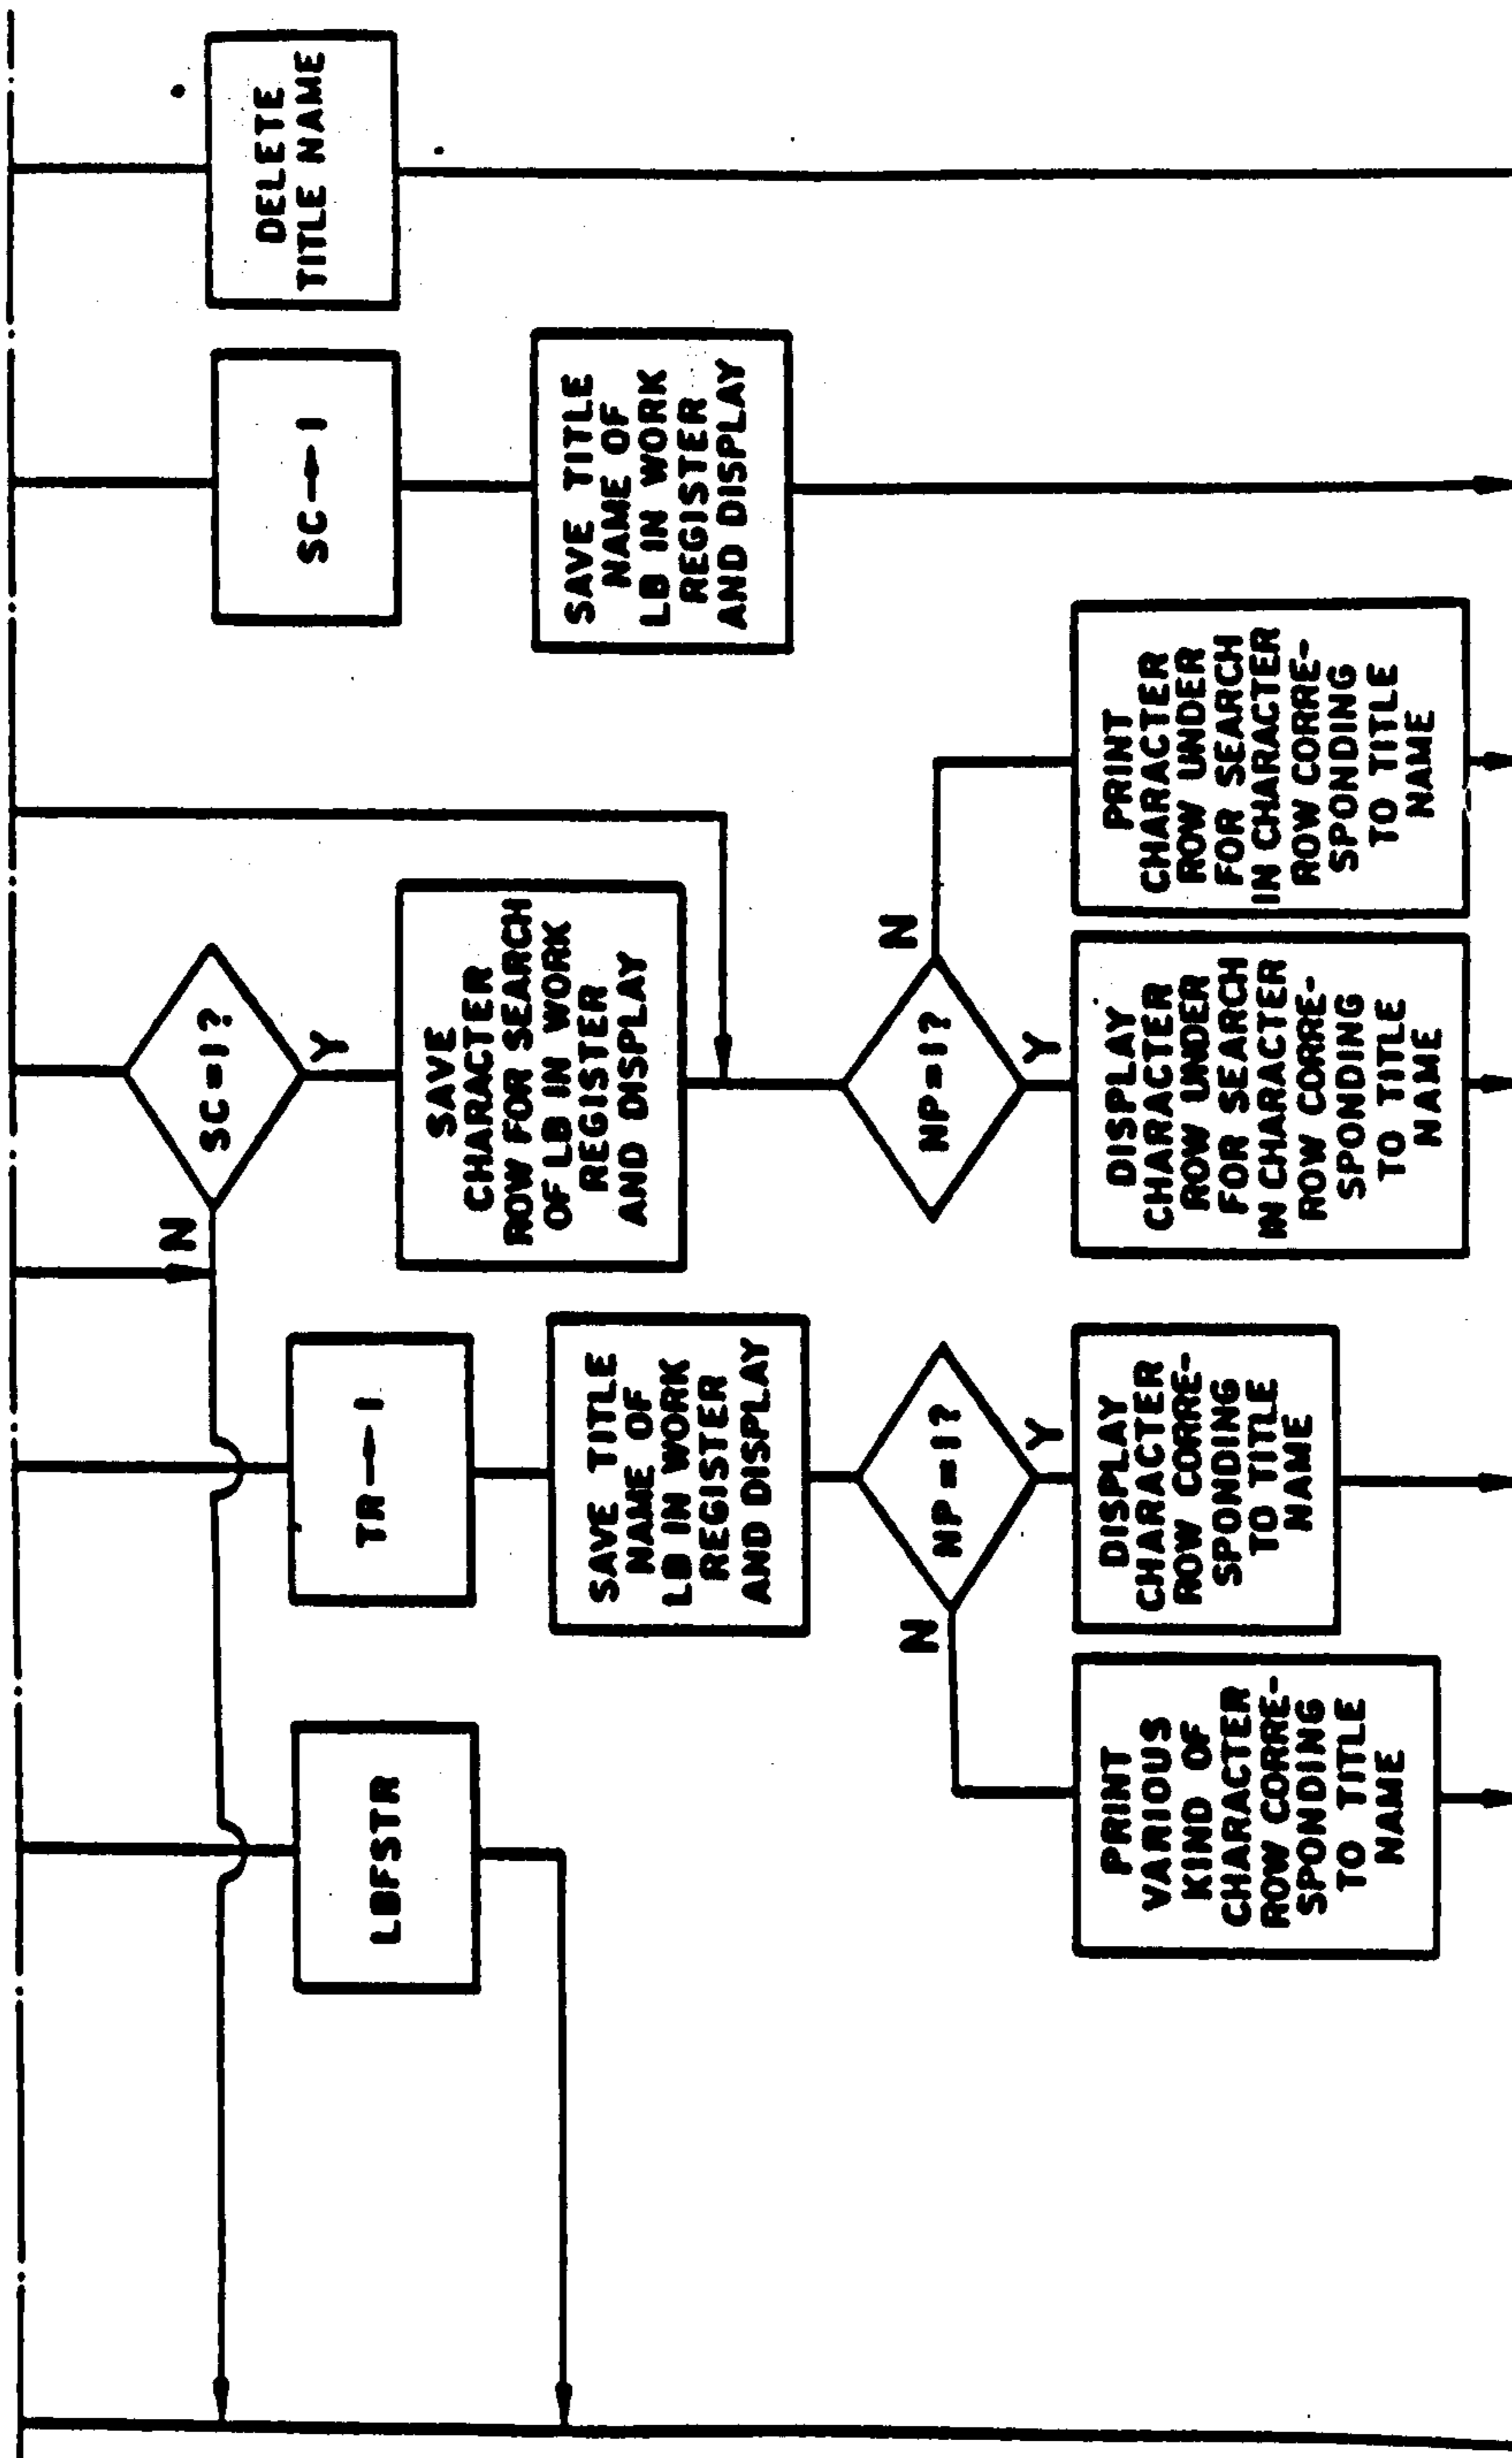 LBFSTR
TR→1
SAVE TITLE
NAME OF
LB IN WORK
REGISTER
AND DISPLAY
NP=1?
N
Y
PRINT
VARIOUS
KIND OF
CHARACTER
ROW CORRE-
SPONDING
TO TITLE
NAME
DISPLAY
CHARACTER
ROW CORRE-
SPONDING
TO TITLE
NAME
N
SC=1?
Y
SAVE
CHARACTER
ROW FOR SEARCH
OF LB IN WORK
REGISTER
AND DISPLAY
NP=1?
N
Y
DISPLAY
CHARACTER
ROW UNDER
FOR SEARCH
IN CHARACTER
ROW CORRE-
SPONDING
TO TITLE
NAME
PRINT
CHARACTER
ROW UNDER
FOR SEARCH
IN CHARACTER
ROW CORRE-
SPONDING
TO TITLE
NAME
SC→1
SAVE TITLE
NAME OF
LB IN WORK
REGISTER
AND DISPLAY
DELETE
TITLE NAME